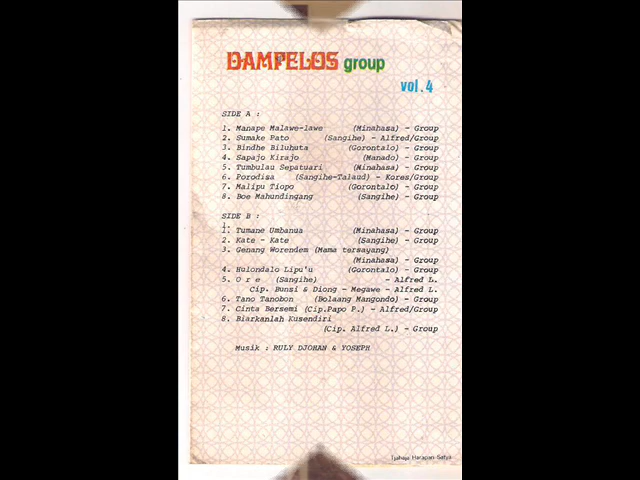 DAMPELOS group
vol.4
SIDE A :
1. Manape Malawe-lawe (Minahasa) - Group
2. Sumake Pato (Sangihe) - Alfred/Group
3. Bindhe Biluhuta (Gorontalo) - Group
4. Sapajo Kirajo (Manado) - Group
5. Tumbulau Sepatuari (Minahasa) - Group
6. Porodisa (Sangihe-Talaud) - Kores/Group
7. Malipu Tiopo (Gorontalo) - Group
8. Boe Mahundingang (Sangihe) - Group
SIDE B :
1. Tumane Umbanua (Minahasa) - Group
2. Kate - Kate (Sangihe) - Group
3. Genang Worendem (Mama tersayang)
(Minahasa) - Group
4. Hulondalo Lipu'u (Gorontalo) - Group
5. O r e (Sangihe) - Alfred L.
Cip. Bunsi & Diong - Megawe - Alfred L.
6. Tano Tanobon (Bolaang Mangondo) - Group
7. Cinta Bersemi (Cip.Papo P.) - Alfred/Group
8. Biarkanlah Kusendiri
(Cip. Alfred L.) - Group
Musik : RULY DJOHAN & YOSEPH
Tjahaja Harapan Satya